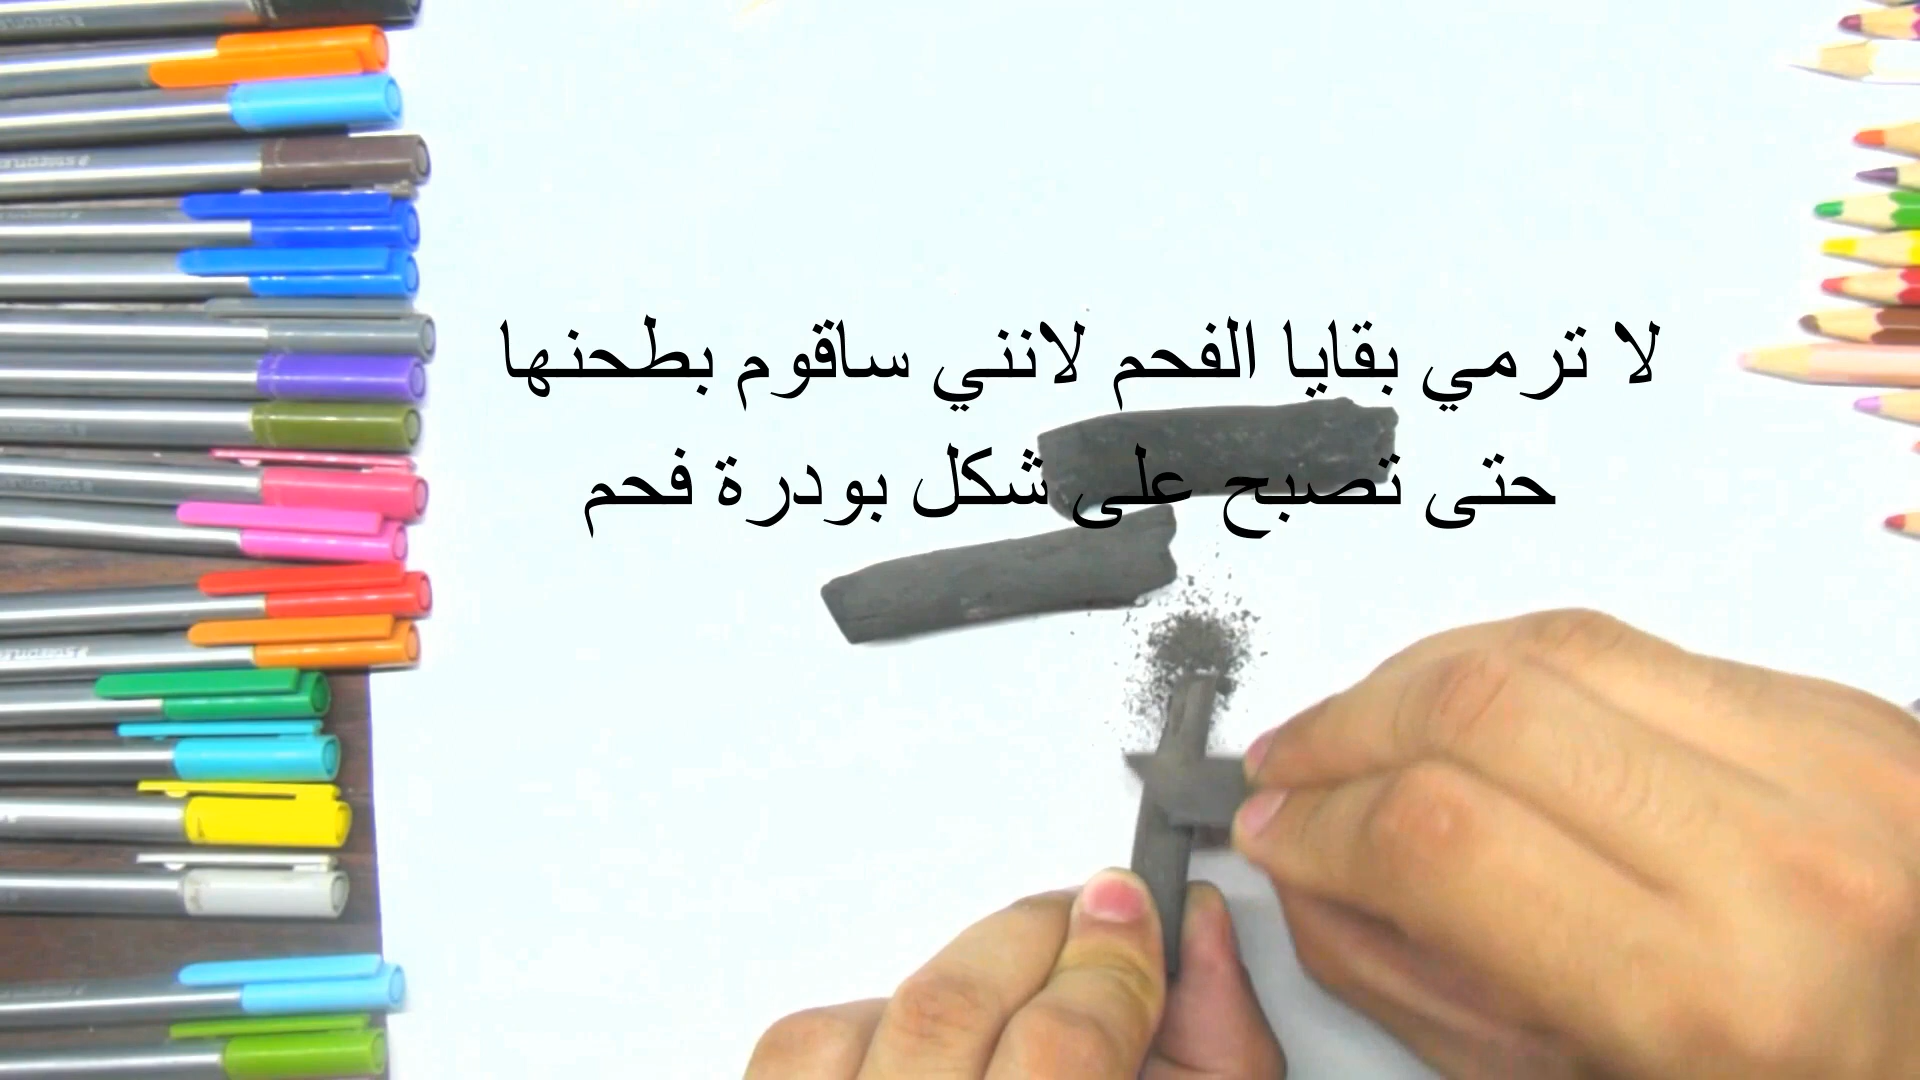 لا ترمي بقايا الفحم لانني ساقوم بطحنها
حتى تصبح على شكل بودرة فحم